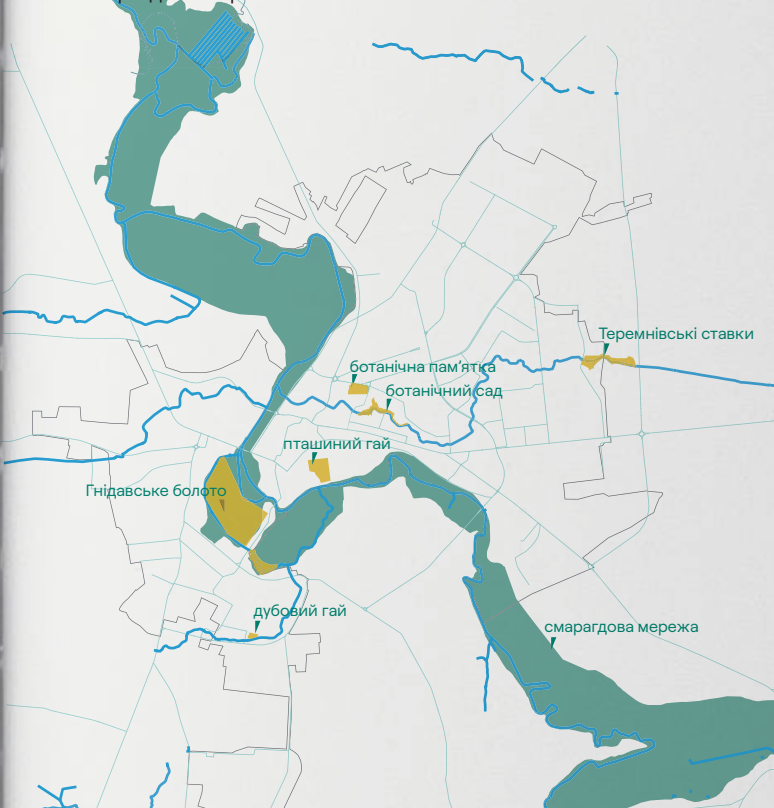 Теремнівські ставки
ботанічна пам'ятка
ботанічний сад
пташиний гай
Гнідавське болото
дубовий гай
смарагдова мережа